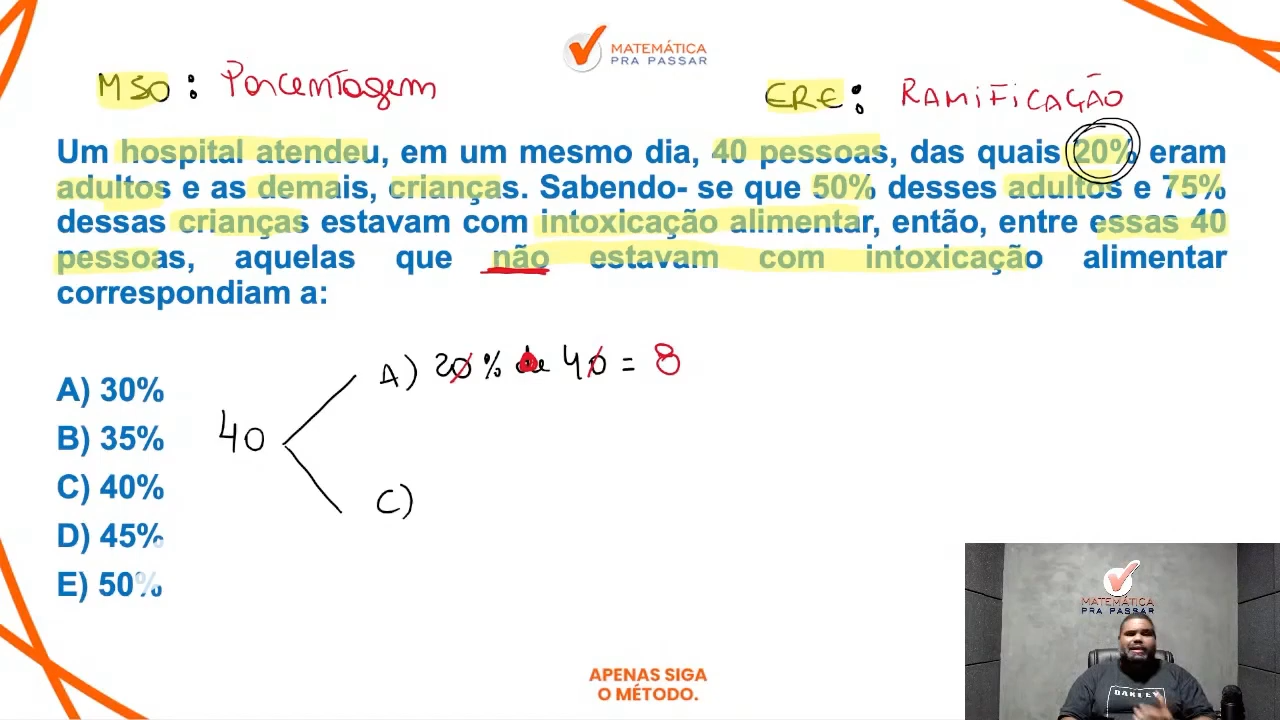 MATEMÁTICA
PRA PASSAR
MSO : Porcentagem
ERE: RAMIFICAÇÃO
Um hospital atendeu, em um mesmo dia, 40 pessoas, das quais 20% eram
adultos e as demais, crianças. Sabendo- se que 50% desses adultos e 75%
dessas crianças estavam com intoxicação alimentar, então, entre essas 40
pessoas, aquelas que não estavam com intoxicação alimentar
correspondiam a:
A) 30%
B) 35%
C) 40%
D) 45%
E) 50%
40
A) 20% de 40 = 8
C)
MATEMÁTICA
PRA PASSAR
OAKLEY
APENAS SIGA
O MÉTODO.